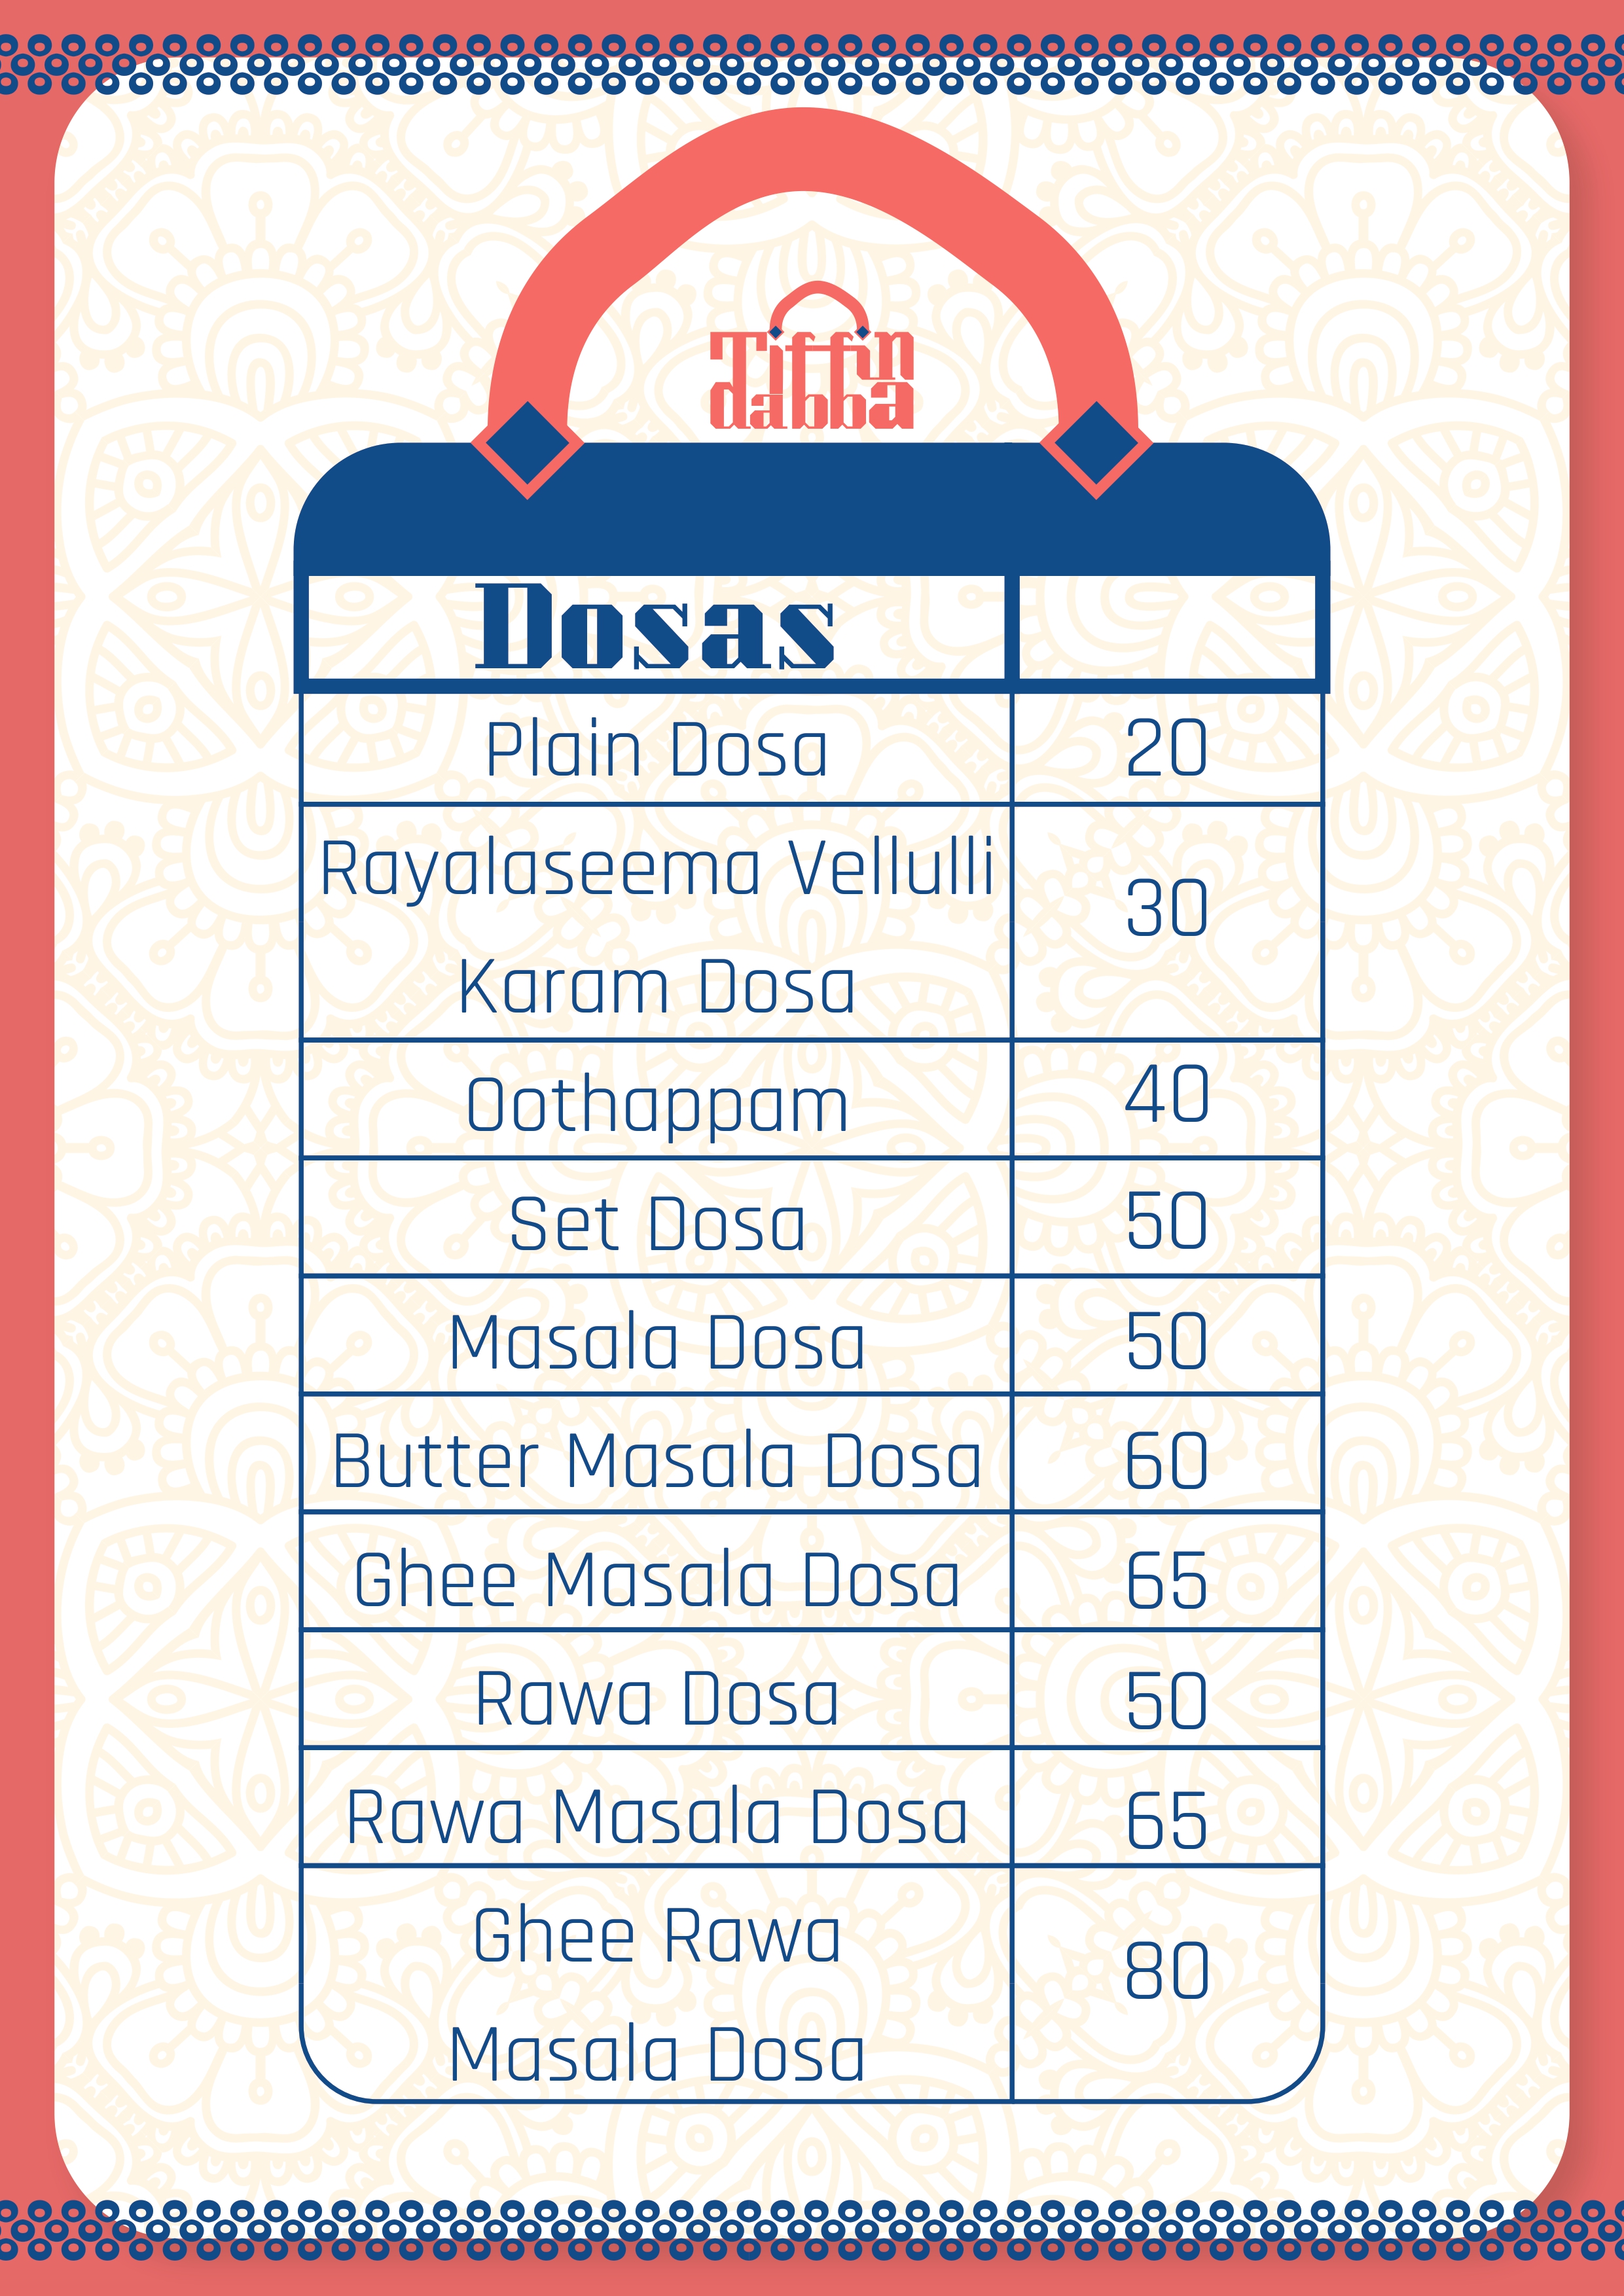 Tiffin
dabba
Dosas
Plain Dosa 20
Rayalaseema Vellulli
Karam Dosa 30
Oothappam 40
Set Dosa 50
Masala Dosa 50
Butter Masala Dosa 60
Ghee Masala Dosa 65
Rawa Dosa 50
Rawa Masala Dosa 65
Ghee Rawa
Masala Dosa 80